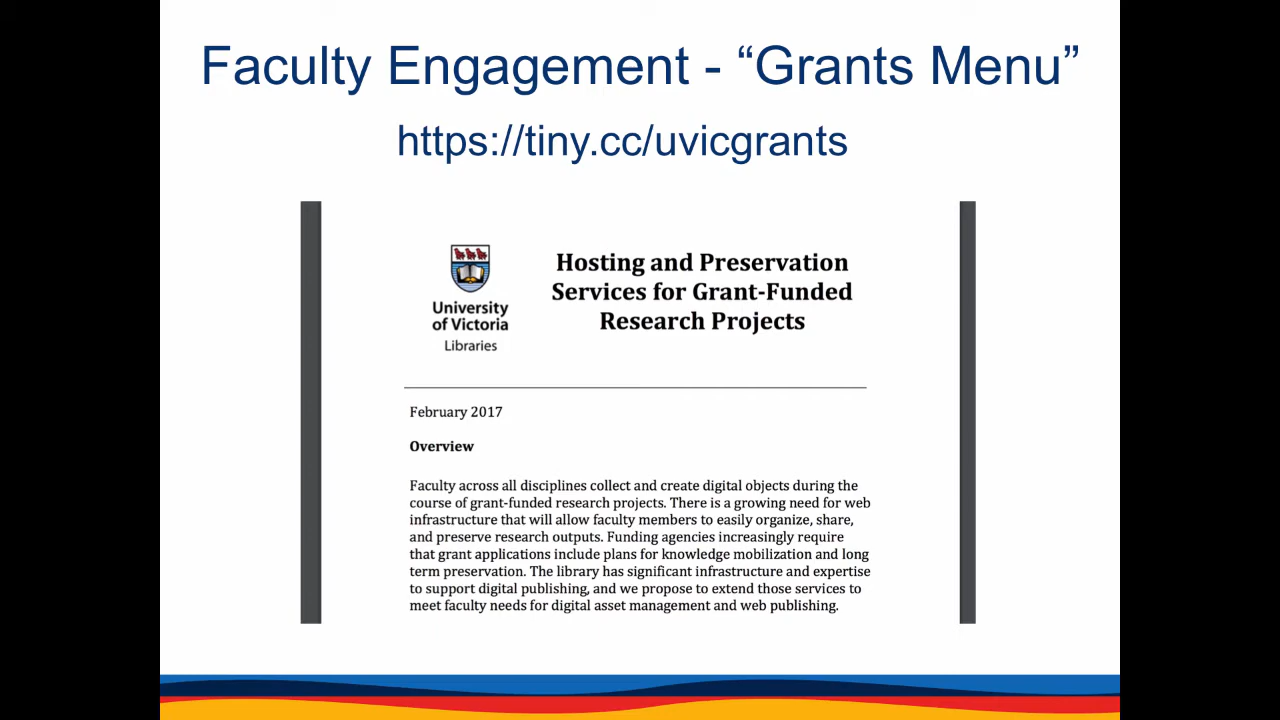 Faculty Engagement - “Grants Menu”
https://tiny.cc/uvicgrants
University
of Victoria
Libraries
Hosting and Preservation
Services for Grant-Funded
Research Projects
February 2017
Overview
Faculty across all disciplines collect and create digital objects during the
course of grant-funded research projects. There is a growing need for web
infrastructure that will allow faculty members to easily organize, share,
and preserve research outputs. Funding agencies increasingly require
that grant applications include plans for knowledge mobilization and long
term preservation. The library has significant infrastructure and expertise
to support digital publishing, and we propose to extend those services to
meet faculty needs for digital asset management and web publishing.